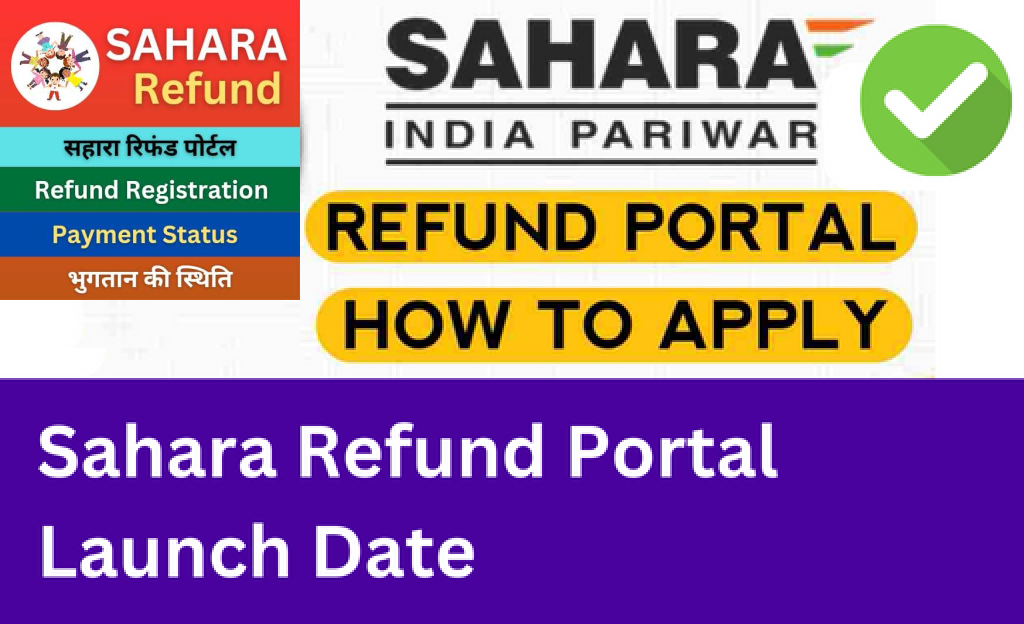 SAHARA
Refund
सहारा रिफंड पोर्टल
Refund Registration
Payment Status
भुगतान की स्थिति
SAHARA
INDIA PARIWAR
REFUND PORTAL
HOW TO APPLY
Sahara Refund Portal
Launch Date